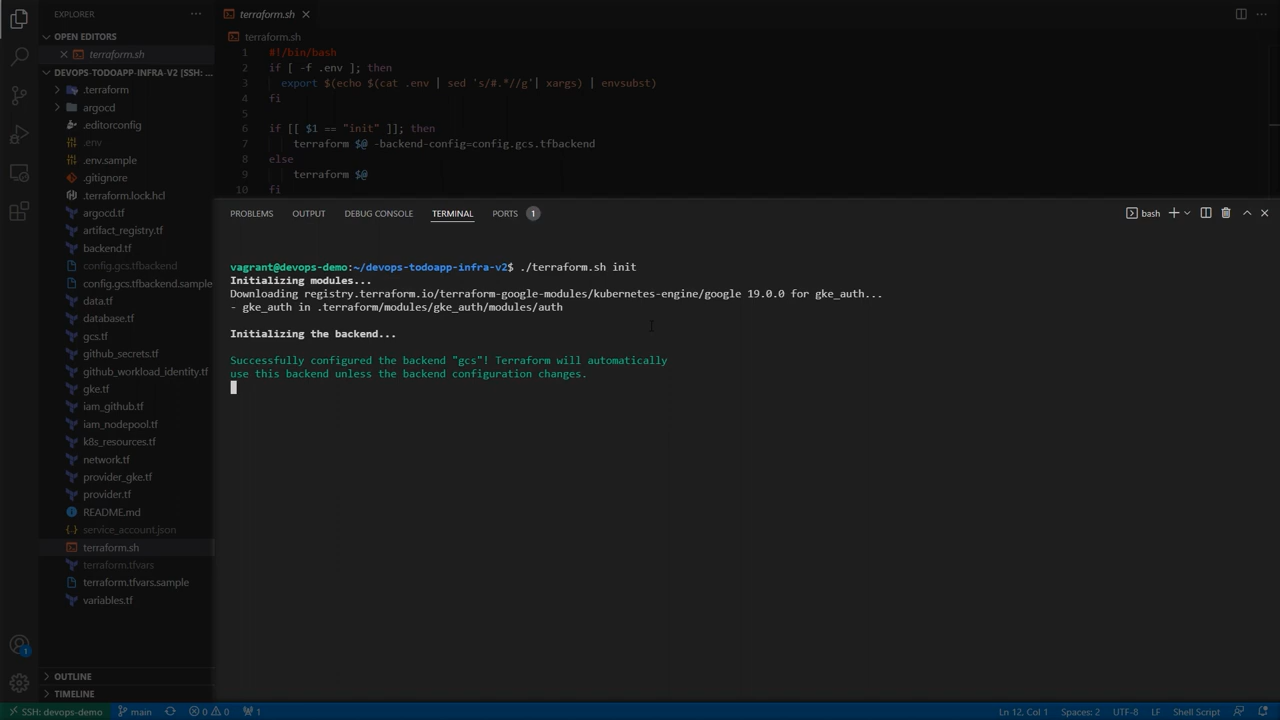 EXPLORER
OPEN EDITORS
terraform.sh
DEVOPS-TODOAPP-INFRA-V2 [SSH: ...
.terraform
argocd
.editorconfig
.env
.env.sample
.gitignore
.terraform.lock.hcl
argocd.tf
artifact_registry.tf
backend.tf
config.gcs.tfbackend
config.gcs.tfbackend.sample
data.tf
database.tf
gcs.tf
github_secrets.tf
github_workload_identity.tf
gke.tf
iam_github.tf
iam_nodepool.tf
k8s_resources.tf
network.tf
provider_gke.tf
provider.tf
README.md
service_account.json
terraform.sh
terraform.tfvars
terraform.tfvars.sample
variables.tf
OUTLINE
TIMELINE
terraform.sh
terraform.sh
1 #!/bin/bash
2 if [ -f .env ]; then
3 export $(echo $(cat .env | sed 's/#.*//g'| xargs) | envsubst)
4 fi
5
6 if [[ $1 == "init" ]]; then
7 terraform $@ -backend-config=config.gcs.tfbackend
8 else
9 terraform $@
10 fi
PROBLEMS OUTPUT DEBUG CONSOLE TERMINAL PORTS 1 bash
vagrant@devops-demo:~/devops-todoapp-infra-v2$ ./terraform.sh init
Initializing modules...
Downloading registry.terraform.io/terraform-google-modules/kubernetes-engine/google 19.0.0 for gke_auth...
- gke_auth in .terraform/modules/gke_auth/modules/auth
Initializing the backend...
Successfully configured the backend "gcs"! Terraform will automatically
use this backend unless the backend configuration changes.
1
SSH: devops-demo main 0 0 1 Ln 12, Col 1 Spaces: 2 UTF-8 LF Shell Script